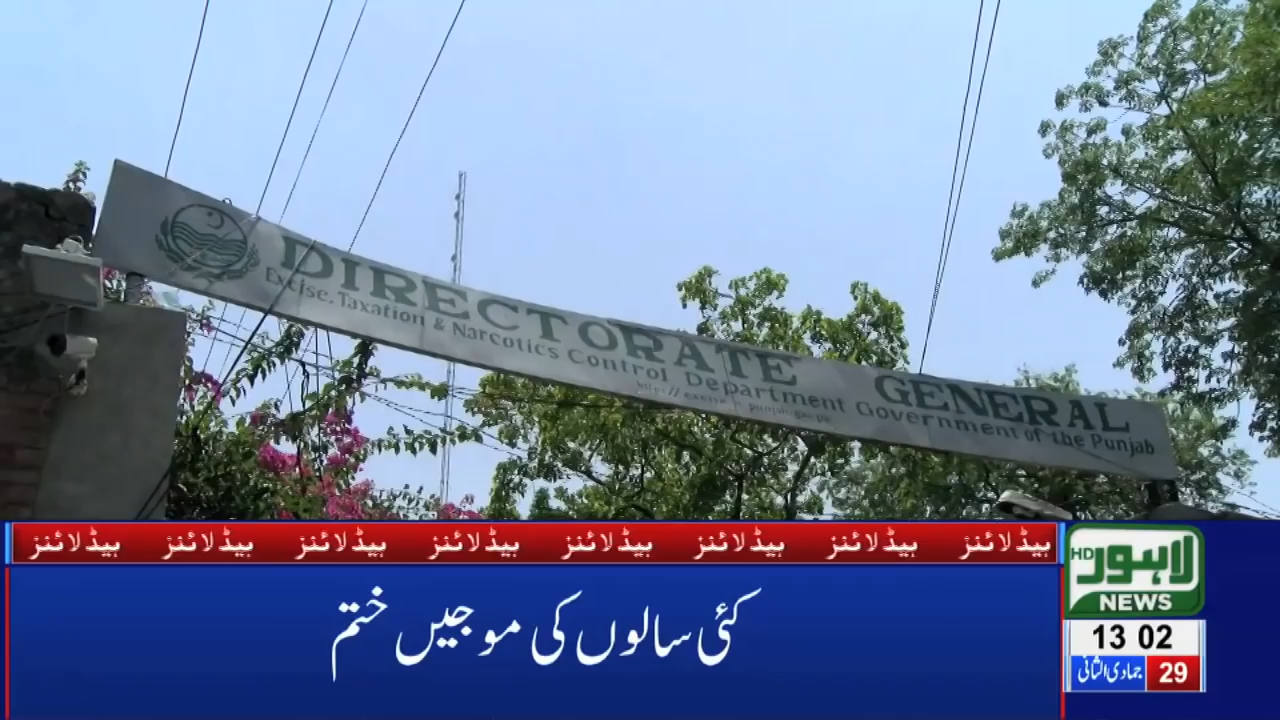 DIRECTORATE GENERAL
Excise, Taxation & Narcotics Control Department Government of the Punjab
ہیڈلائنز ہیڈلائنز ہیڈلائنز ہیڈلائنز ہیڈلائنز ہیڈلائنز ہیڈلائنز ہیڈلائنز
کئی سالوں کی موجیں ختم
HD لاہور
NEWS
13 02
جمادی الثانی 29